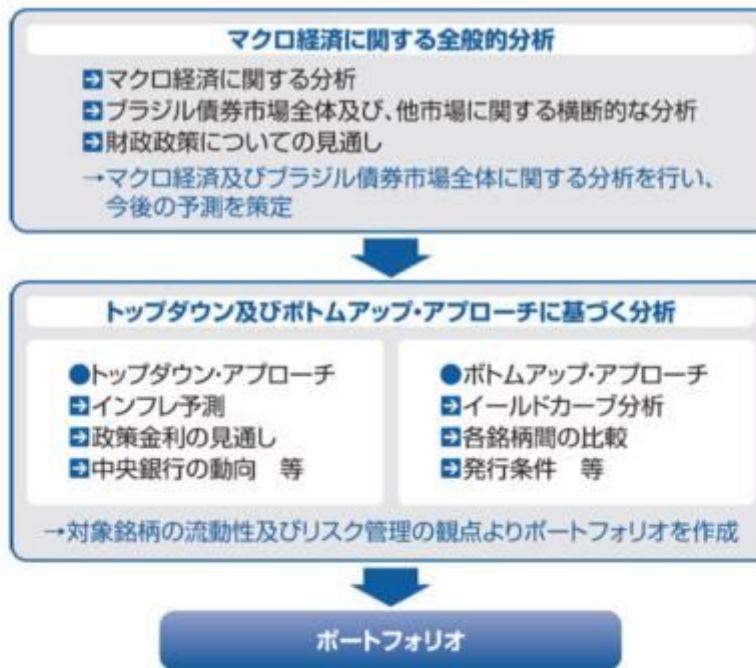 マクロ経済に関する全般的分析
マクロ経済に関する分析
ブラジル債券市場全体及び、他市場に関する横断的な分析
財政政策についての見通し
→マクロ経済及びブラジル債券市場全体に関する分析を行い、
今後の予測を策定
トップダウン及びボトムアップ・アプローチに基づく分析
●トップダウン・アプローチ
インフレ予測
政策金利の見通し
中央銀行の動向　等
●ボトムアップ・アプローチ
イールドカーブ分析
各銘柄間の比較
発行条件　等
→対象銘柄の流動性及びリスク管理の観点よりポートフォリオを作成
ポートフォリオ